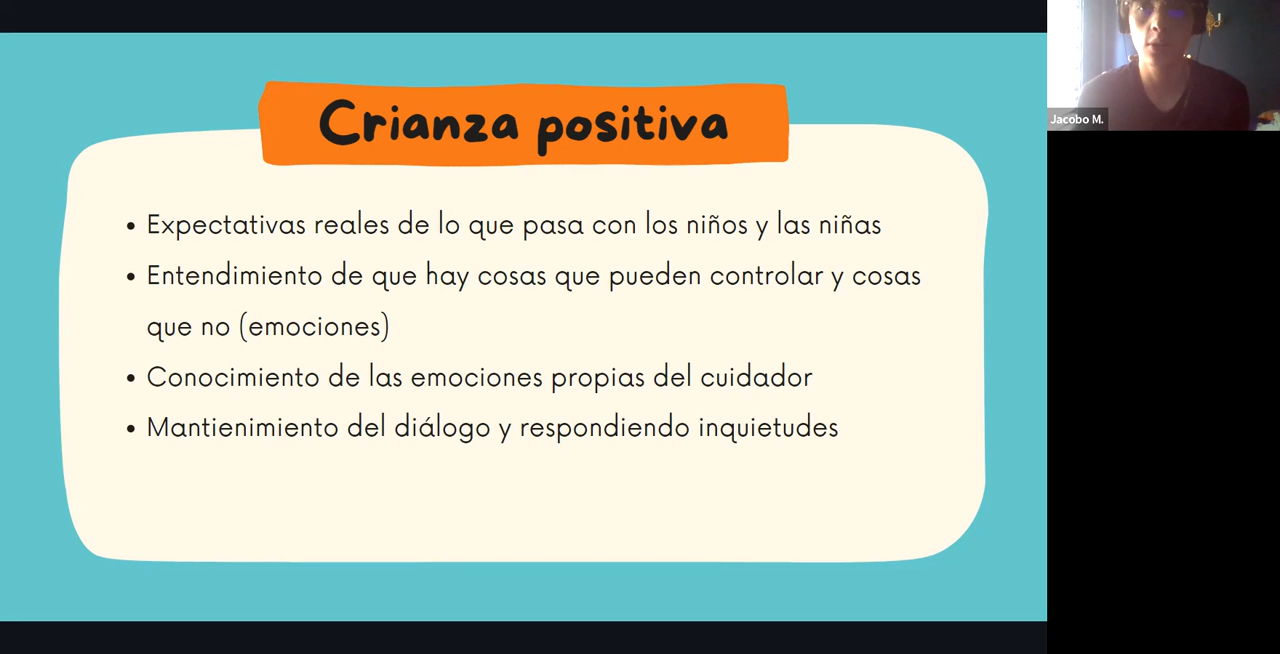 Crianza positiva
• Expectativas reales de lo que pasa con los niños y las niñas
• Entendimiento de que hay cosas que pueden controlar y cosas
que no (emociones)
• Conocimiento de las emociones propias del cuidador
• Mantienimiento del diálogo y respondiendo inquietudes
Jacobo M.